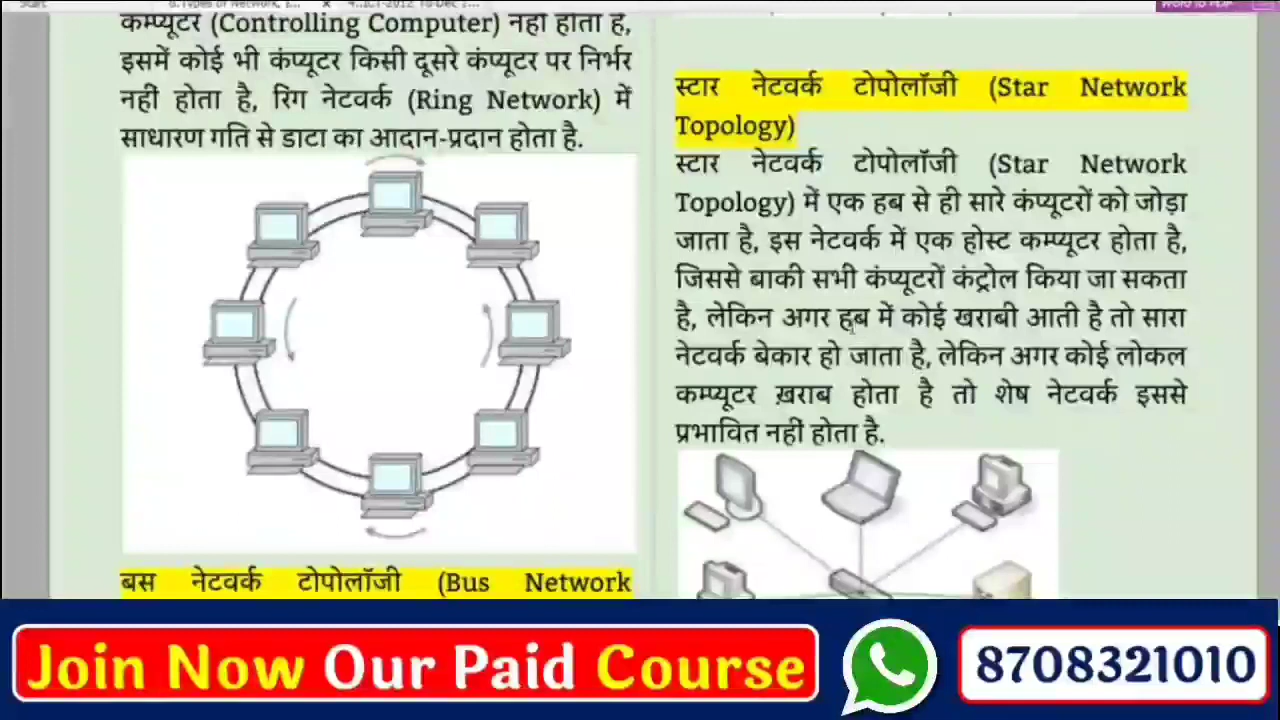 कम्प्यूटर (Controlling Computer) नहीं होता है,
इसमें कोई भी कंप्यूटर किसी दूसरे कंप्यूटर पर निर्भर
नहीं होता है, रिंग नेटवर्क (Ring Network) में
साधारण गति से डाटा का आदान-प्रदान होता है.
बस नेटवर्क टोपोलॉजी (Bus Network
स्टार नेटवर्क टोपोलॉजी (Star Network
Topology)
स्टार नेटवर्क टोपोलॉजी (Star Network
Topology) में एक हब से ही सारे कंप्यूटरों को जोड़ा
जाता है, इस नेटवर्क में एक होस्ट कम्प्यूटर होता है,
जिससे बाकी सभी कंप्यूटरों कंट्रोल किया जा सकता
है, लेकिन अगर हब में कोई खराबी आती है तो सारा
नेटवर्क बेकार हो जाता है, लेकिन अगर कोई लोकल
कम्प्यूटर ख़राब होता है तो शेष नेटवर्क इससे
प्रभावित नहीं होता है.
Join Now Our Paid Course
8708321010